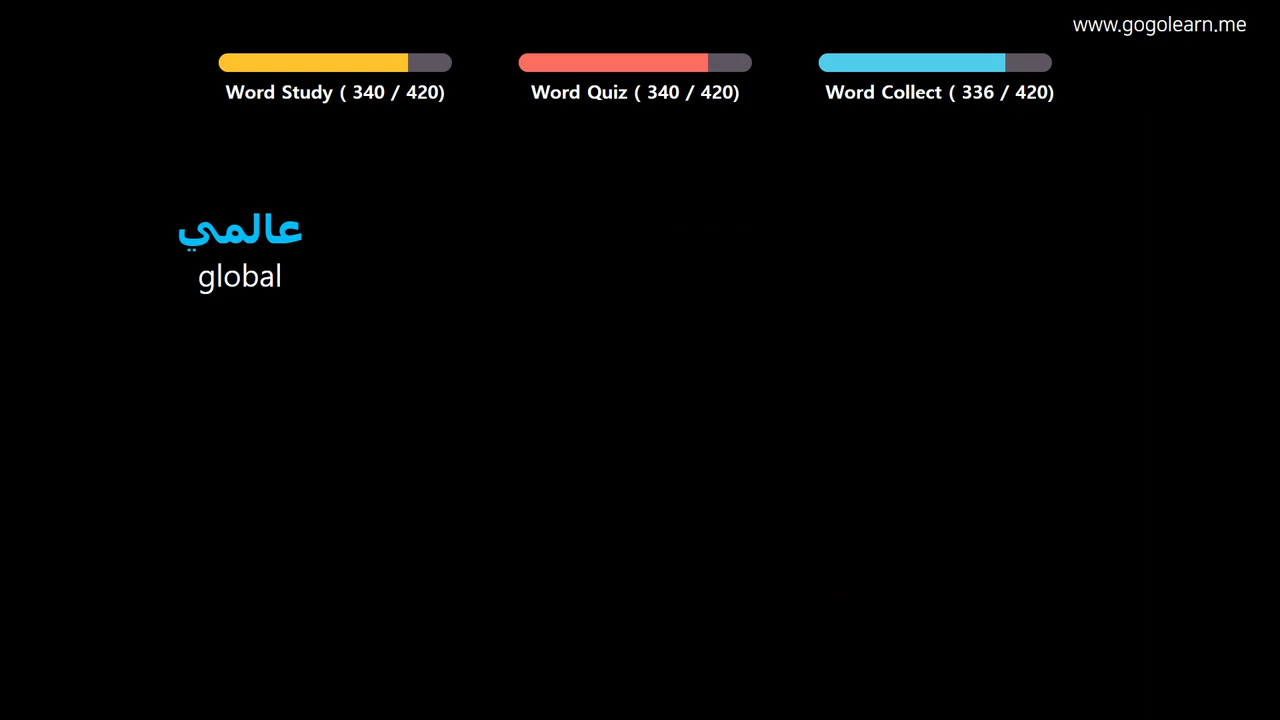 www.gogolearn.me
Word Study ( 340 / 420)
Word Quiz ( 340 / 420)
Word Collect ( 336 / 420)
عالمي
global